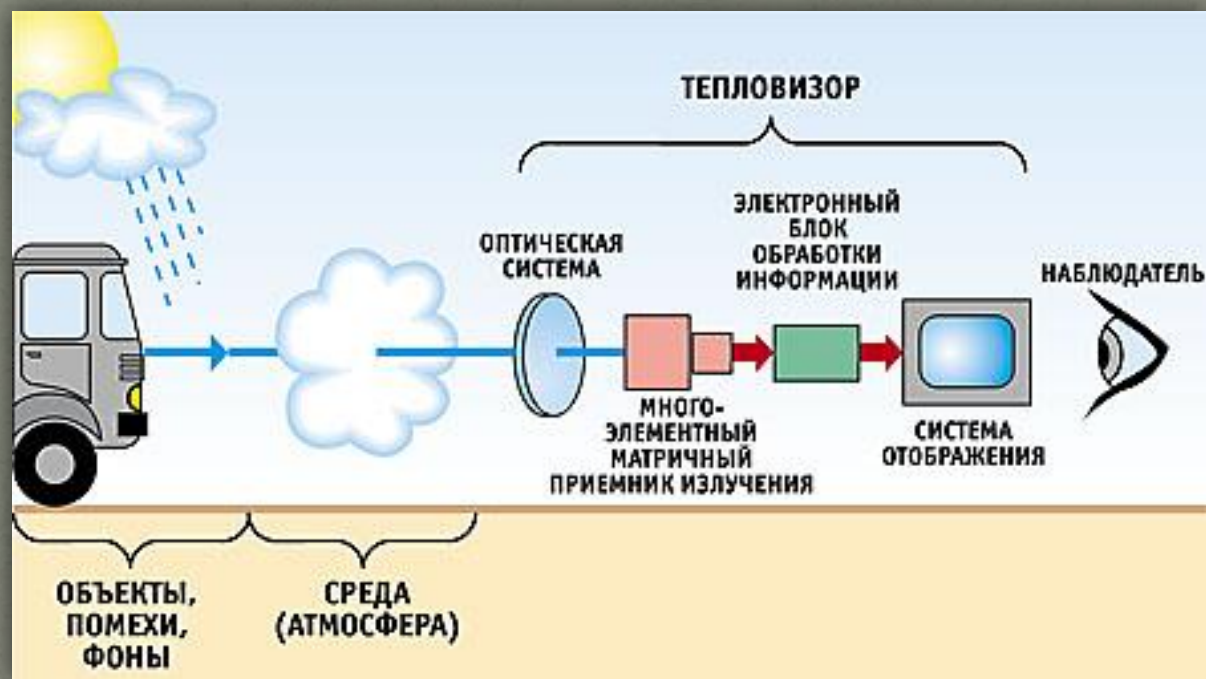 ТЕПЛОВИЗОР
ОПТИЧЕСКАЯ
СИСТЕМА
ЭЛЕКТРОННЫЙ
БЛОК
ОБРАБОТКИ
ИНФОРМАЦИИ
НАБЛЮДАТЕЛЬ
МНОГО-
ЭЛЕМЕНТНЫЙ
МАТРИЧНЫЙ
ПРИЕМНИК ИЗЛУЧЕНИЯ
СИСТЕМА
ОТОБРАЖЕНИЯ
ОБЪЕКТЫ,
ПОМЕХИ,
ФОНЫ
СРЕДА
(АТМОСФЕРА)